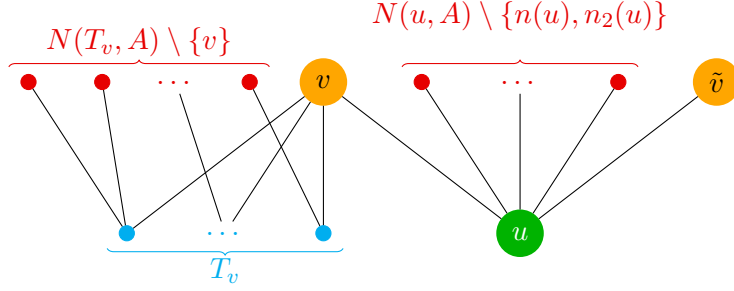 N(T_v, A) \ {v}
N(u, A) \ {n(u), n_2(u)}
···
v
···
ṽ
···
u
T_v